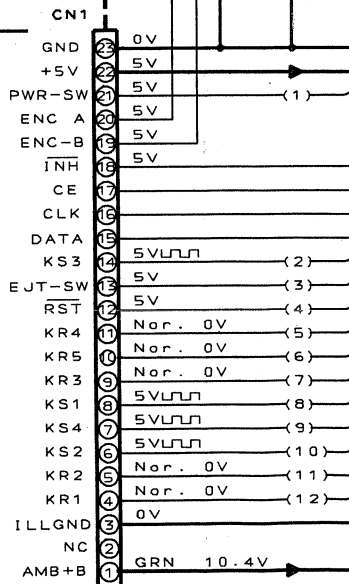 CN1
GND 23 0V
+5V 22 5V
PWR-SW 21 5V (1)
ENC A 20 5V
ENC-B 19 5V
INH 18 5V
CE 17
CLK 16
DATA 15
KS3 14 5V (2)
EJT-SW 13 5V (3)
RST 12 5V (4)
KR4 11 Nor. 0V (5)
KR5 10 Nor. 0V (6)
KR3 9 Nor. 0V (7)
KS1 8 5V (8)
KS4 7 5V (9)
KS2 6 5V (10)
KR2 5 Nor. 0V (11)
KR1 4 Nor. 0V (12)
ILLGND 3 0V
NC 2
AMB+B 1 GRN 10.4V